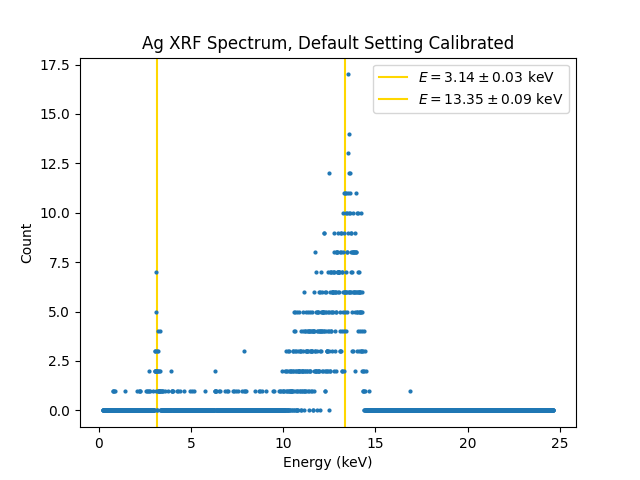 Ag XRF Spectrum, Default Setting Calibrated
E = 3.14 ± 0.03 keV
E = 13.35 ± 0.09 keV
Count
17.5
15.0
12.5
10.0
7.5
5.0
2.5
0.0
0 5 10 15 20 25
Energy (keV)